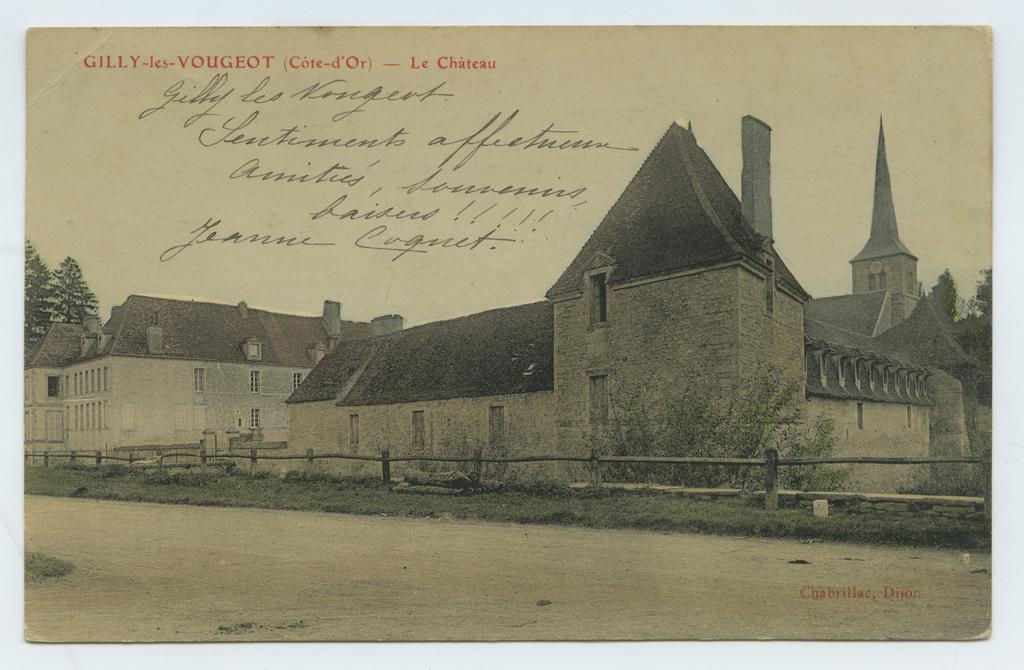 GILLY-les-VOUGEOT (Côte-d'Or) — Le Château
Gilly les Vougeot.
Sentiments affectueux
Amitiés, souvenirs,
baisers !!!!!!
Jeanne Coquet.
Chabrillac, Dijon